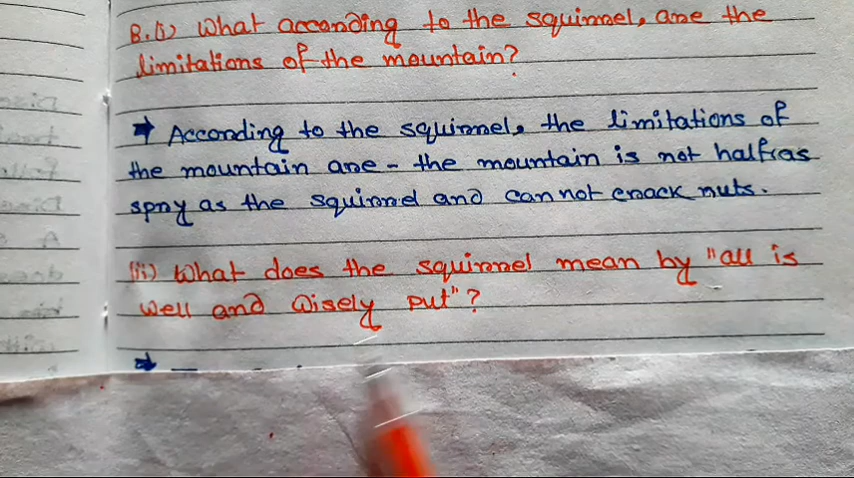 B.(i) What according to the squirrel, are the
limitations of the mountain?
→ According to the squirrel, the limitations of
the mountain are - the mountain is not half as
spry as the squirrel and cannot crack nuts.
(ii) What does the squirrel mean by "all is
well and wisely put"?
→